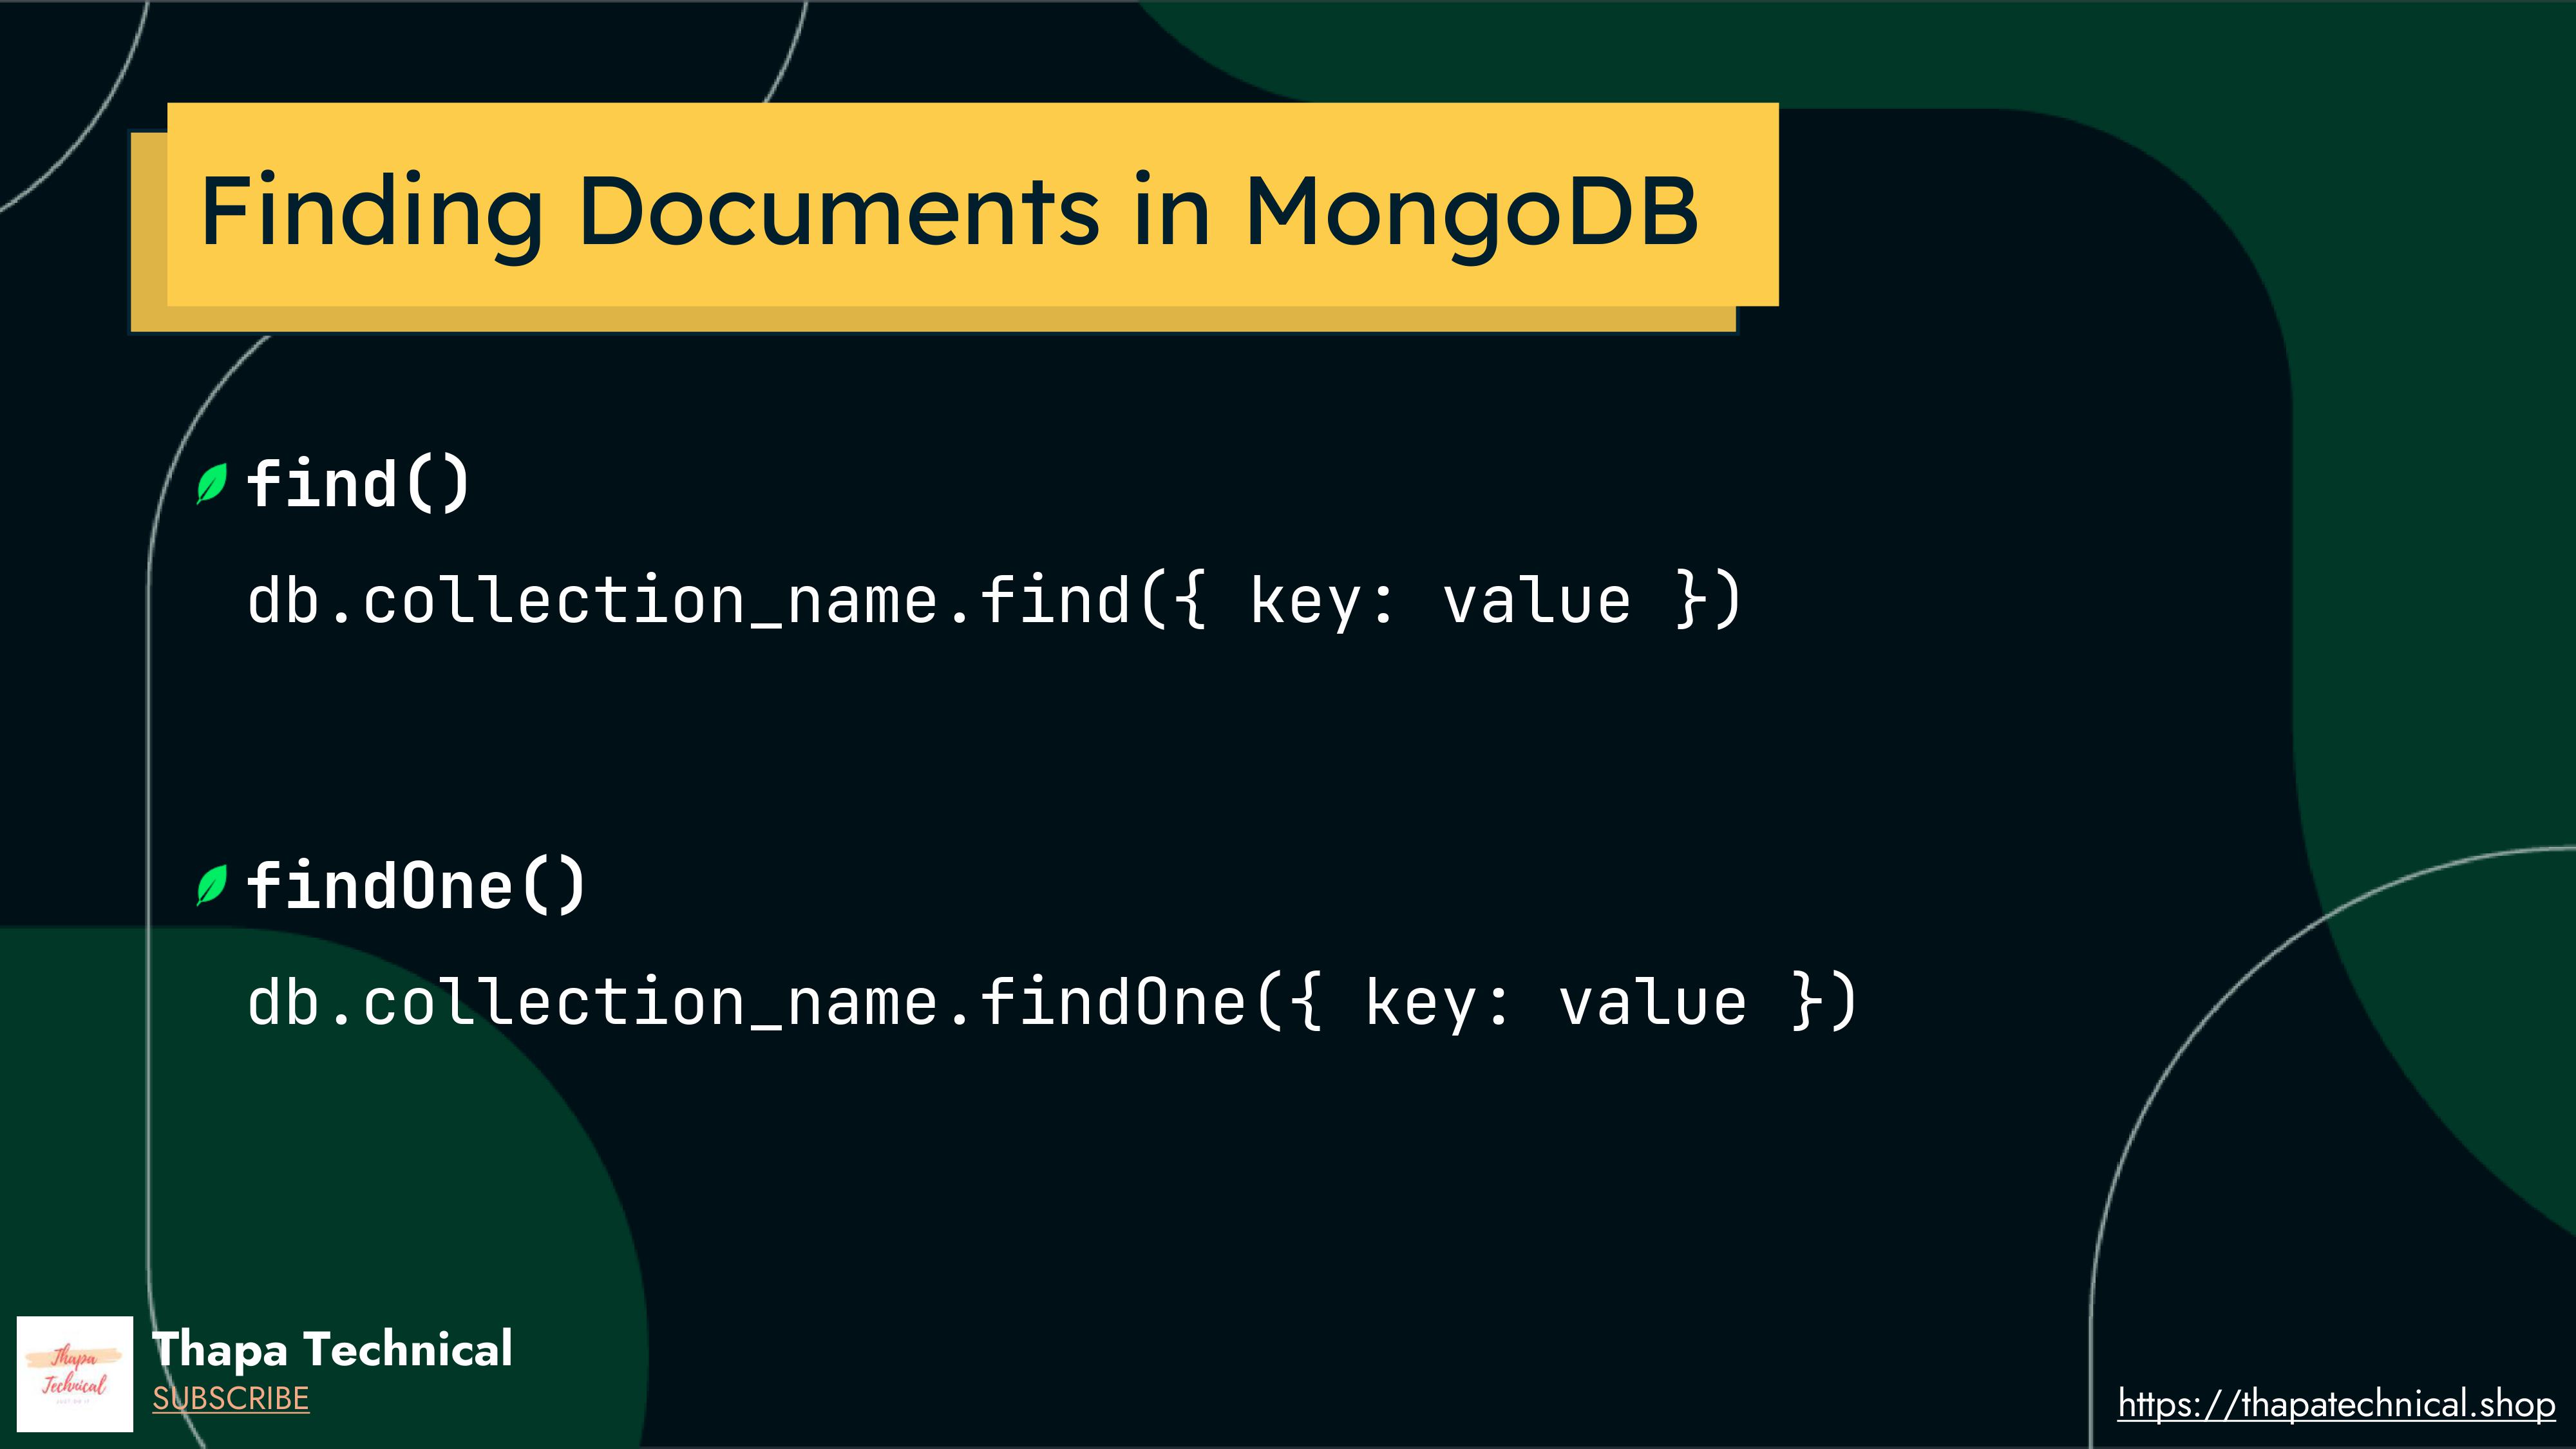 Finding Documents in MongoDB
find()
db.collection_name.find({ key: value })
findOne()
db.collection_name.findOne({ key: value })
Thapa
Technical
Thapa Technical
SUBSCRIBE
https://thapatechnical.shop